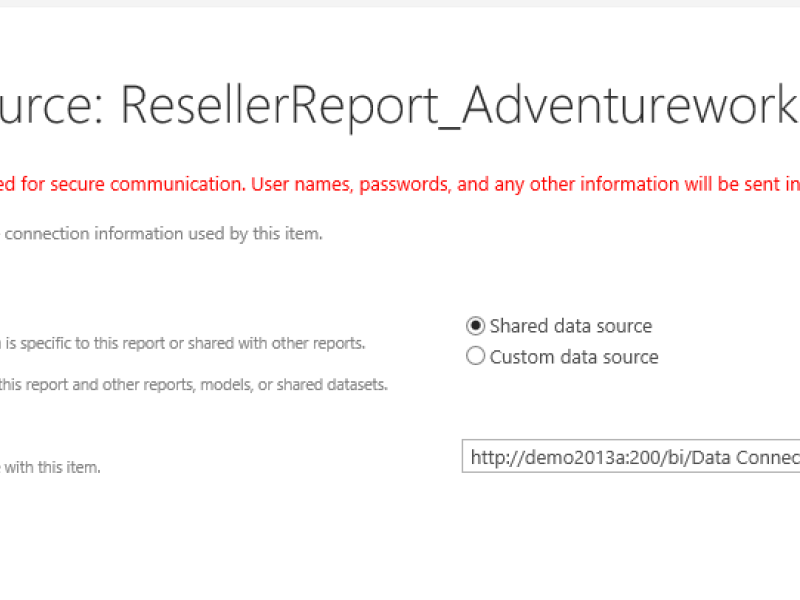 urce: ResellerReport_Adventurework
ed for secure communication. User names, passwords, and any other information will be sent in
connection information used by this item.
Shared data source
is specific to this report or shared with other reports.
Custom data source
this report and other reports, models, or shared datasets.
http://demo2013a:200/bi/Data Connec
with this item.